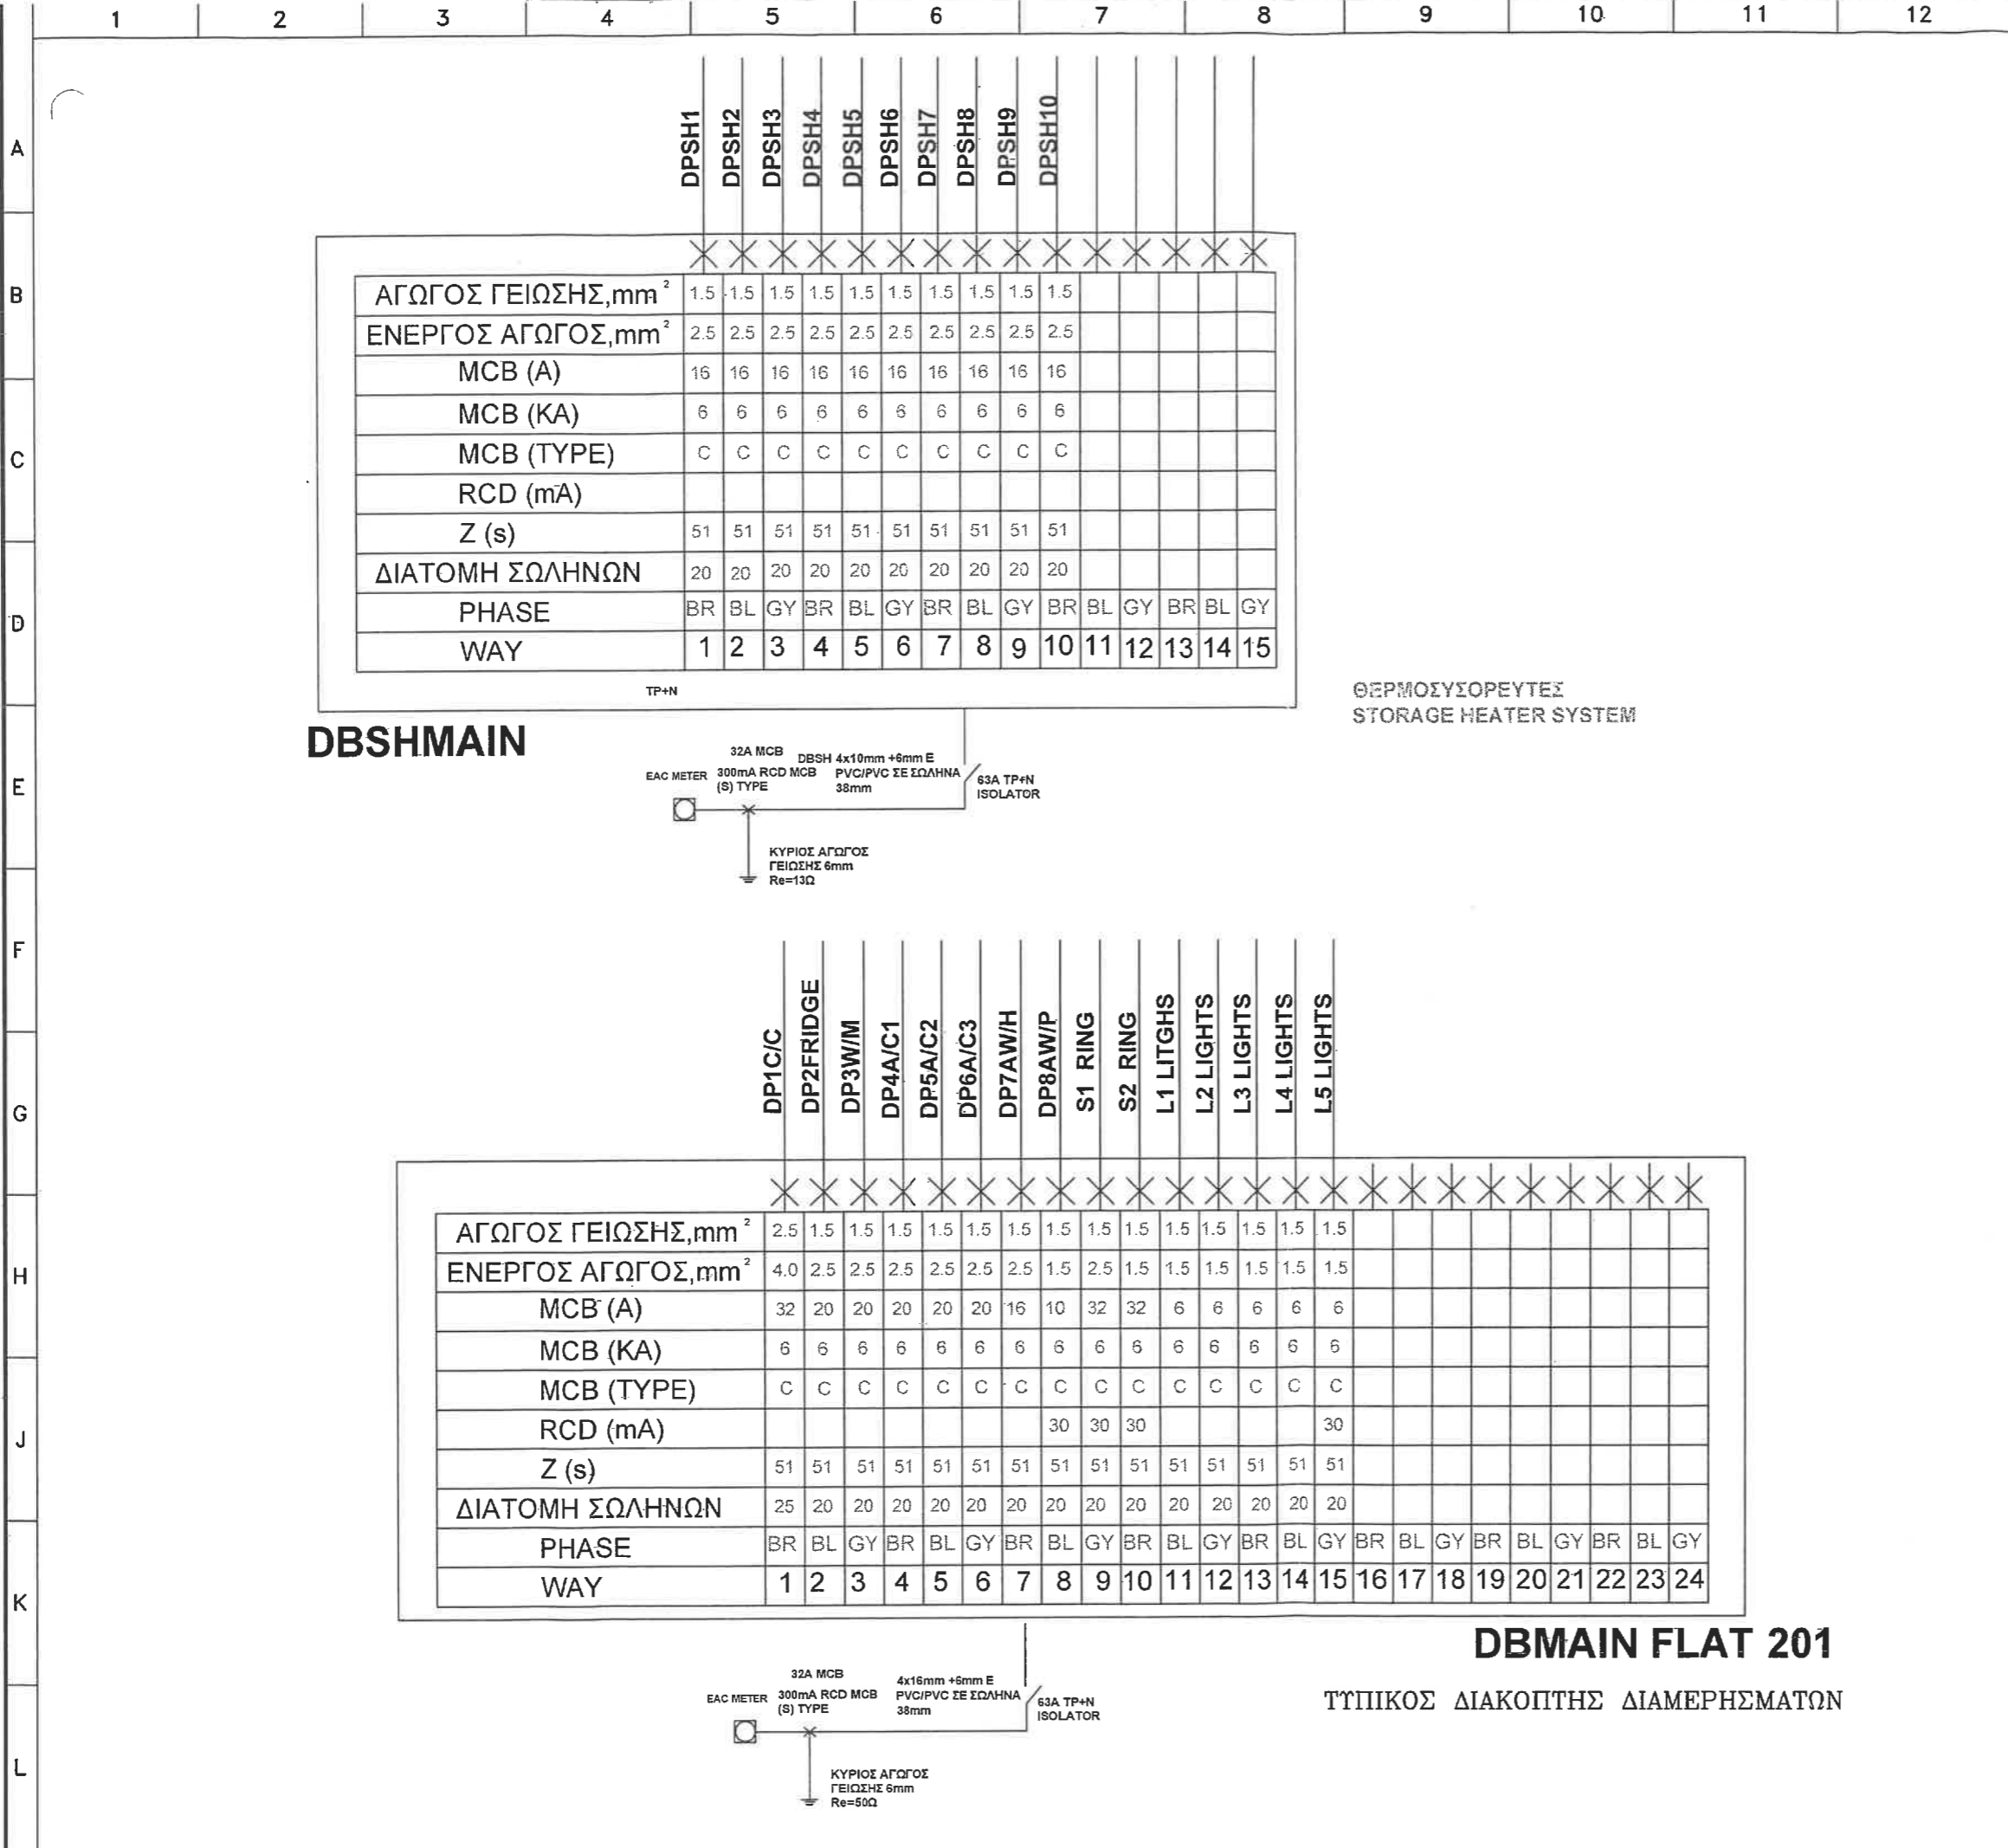 1 2 3 4 5 6 7 8 9 10 11 12
A
B
C
D
E
F
G
H
J
K
L
DPSH1 DPSH2 DPSH3 DPSH4 DPSH5 DPSH6 DPSH7 DPSH8 DPSH9 DPSH10
ΑΓΩΓΟΣ ΓΕΙΩΣΗΣ,mm² 1.5 1.5 1.5 1.5 1.5 1.5 1.5 1.5 1.5 1.5
ΕΝΕΡΓΟΣ ΑΓΩΓΟΣ,mm² 2.5 2.5 2.5 2.5 2.5 2.5 2.5 2.5 2.5 2.5
MCB (A) 16 16 16 16 16 16 16 16 16 16
MCB (KA) 6 6 6 6 6 6 6 6 6 6
MCB (TYPE) C C C C C C C C C C
RCD (mA)
Z (s) 51 51 51 51 51 51 51 51 51 51
ΔΙΑΤΟΜΗ ΣΩΛΗΝΩΝ 20 20 20 20 20 20 20 20 20 20
PHASE BR BL GY BR BL GY BR BL GY BR BL GY BR BL GY
WAY 1 2 3 4 5 6 7 8 9 10 11 12 13 14 15
TP+N
DBSHMAIN
ΘΕΡΜΟΣΥΣΟΡΕΥΤΕΣ
STORAGE HEATER SYSTEM
EAC METER
32A MCB
300mA RCD MCB
(S) TYPE
DBSH 4x10mm +6mm E
PVC/PVC ΣΕ ΣΩΛΗΝΑ
38mm
63A TP+N
ISOLATOR
ΚΥΡΙΟΣ ΑΓΩΓΟΣ
ΓΕΙΩΣΗΣ 6mm
Re=13Ω
DP1C/C DP2FRIDGE DP3W/M DP4A/C1 DP5A/C2 DP6A/C3 DP7AW/H DP8AW/P S1 RING S2 RING L1 LITGHS L2 LIGHTS L3 LIGHTS L4 LIGHTS L5 LIGHTS
ΑΓΩΓΟΣ ΓΕΙΩΣΗΣ,mm² 2.5 1.5 1.5 1.5 1.5 1.5 1.5 1.5 1.5 1.5 1.5 1.5 1.5 1.5 1.5
ΕΝΕΡΓΟΣ ΑΓΩΓΟΣ,mm² 4.0 2.5 2.5 2.5 2.5 2.5 2.5 1.5 2.5 1.5 1.5 1.5 1.5 1.5 1.5
MCB (A) 32 20 20 20 20 20 16 10 32 32 6 6 6 6 6
MCB (KA) 6 6 6 6 6 6 6 6 6 6 6 6 6 6 6
MCB (TYPE) C C C C C C C C C C C C C C C
RCD (mA) 30 30 30 30
Z (s) 51 51 51 51 51 51 51 51 51 51 51 51 51 51 51
ΔΙΑΤΟΜΗ ΣΩΛΗΝΩΝ 25 20 20 20 20 20 20 20 20 20 20 20 20 20 20
PHASE BR BL GY BR BL GY BR BL GY BR BL GY BR BL GY BR BL GY BR BL GY BR BL GY
WAY 1 2 3 4 5 6 7 8 9 10 11 12 13 14 15 16 17 18 19 20 21 22 23 24
DBMAIN FLAT 201
ΤΥΠΙΚΟΣ ΔΙΑΚΟΠΤΗΣ ΔΙΑΜΕΡΗΣΜΑΤΩΝ
EAC METER
32A MCB
300mA RCD MCB
(S) TYPE
4x16mm +6mm E
PVC/PVC ΣΕ ΣΩΛΗΝΑ
38mm
63A TP+N
ISOLATOR
ΚΥΡΙΟΣ ΑΓΩΓΟΣ
ΓΕΙΩΣΗΣ 6mm
Re=50Ω